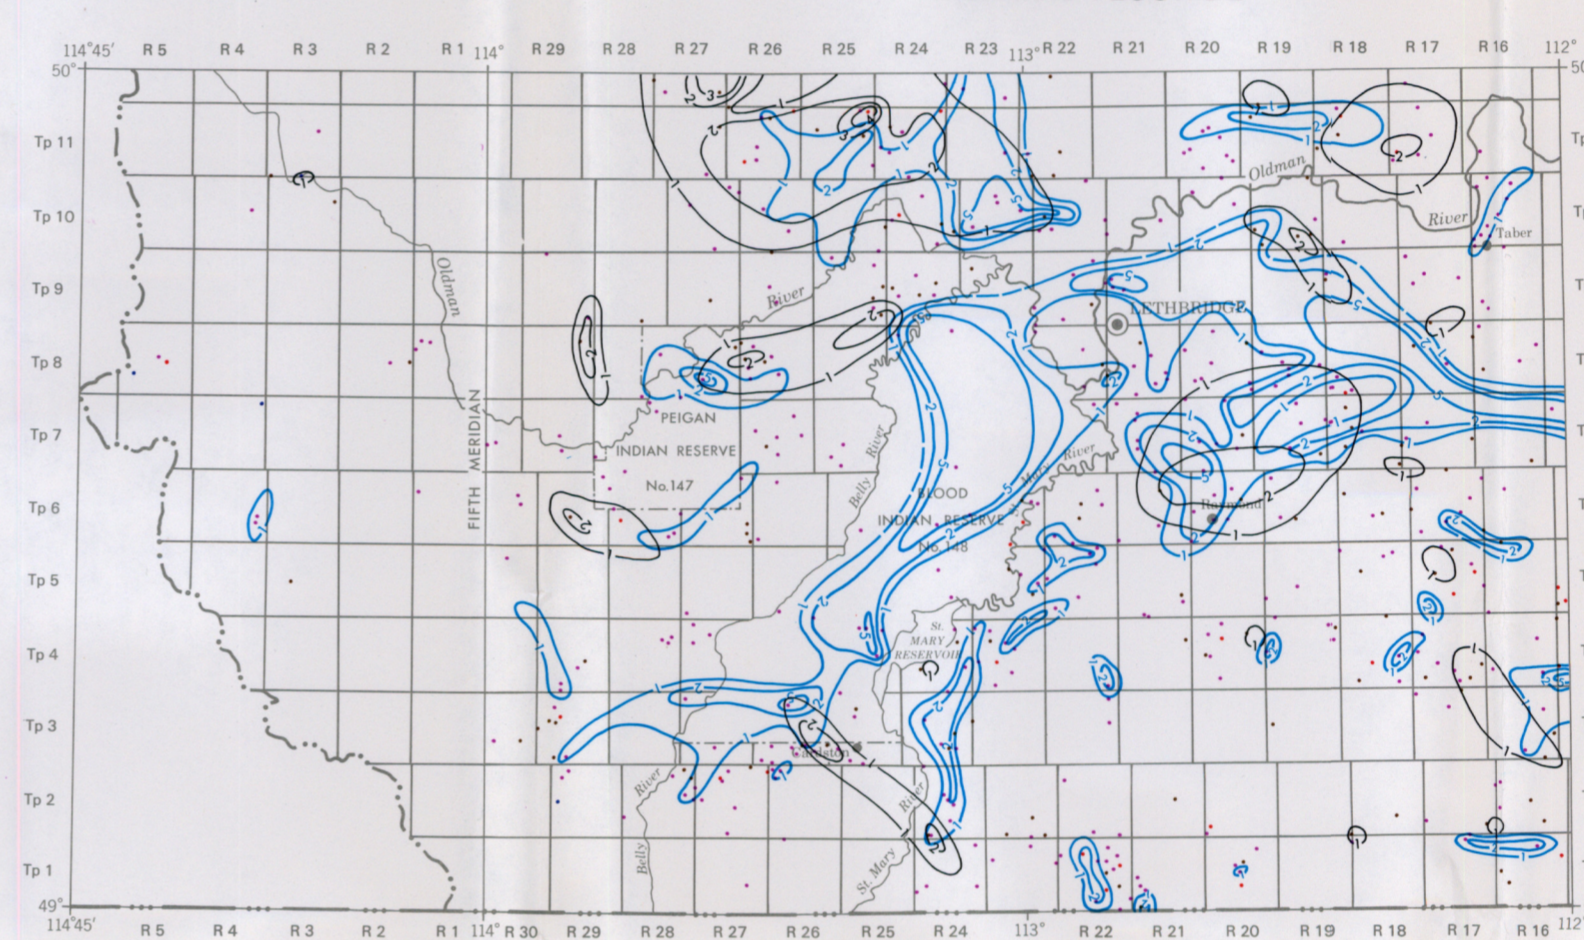 114°45' R 5 R 4 R 3 R 2 R 1 114° R 29 R 28 R 27 R 26 R 25 R 24 R 23 113° R 22 R 21 R 20 R 19 R 18 R 17 R 16 112°
50°
Tp 11
Oldman
Tp 10
River
Taber
Oldman
Tp 9
River
LETHBRIDGE
Tp 8
PEIGAN
Tp 7
INDIAN RESERVE
No.147
FIFTH MERIDIAN
Belly River
Mary River
Tp 6
BLOOD
INDIAN RESERVE
No. 148
Raymond
Tp 5
St.
MARY
RESERVOIR
Tp 4
Tp 3
Cardston
Tp 2
River
River
Belly
St. Mary
Tp 1
49°
114°45' R 5 R 4 R 3 R 2 R 1 114° R 30 R 29 R 28 R 27 R 26 R 25 R 24 113° R 22 R 21 R 20 R 19 R 18 R 17 R 16 112